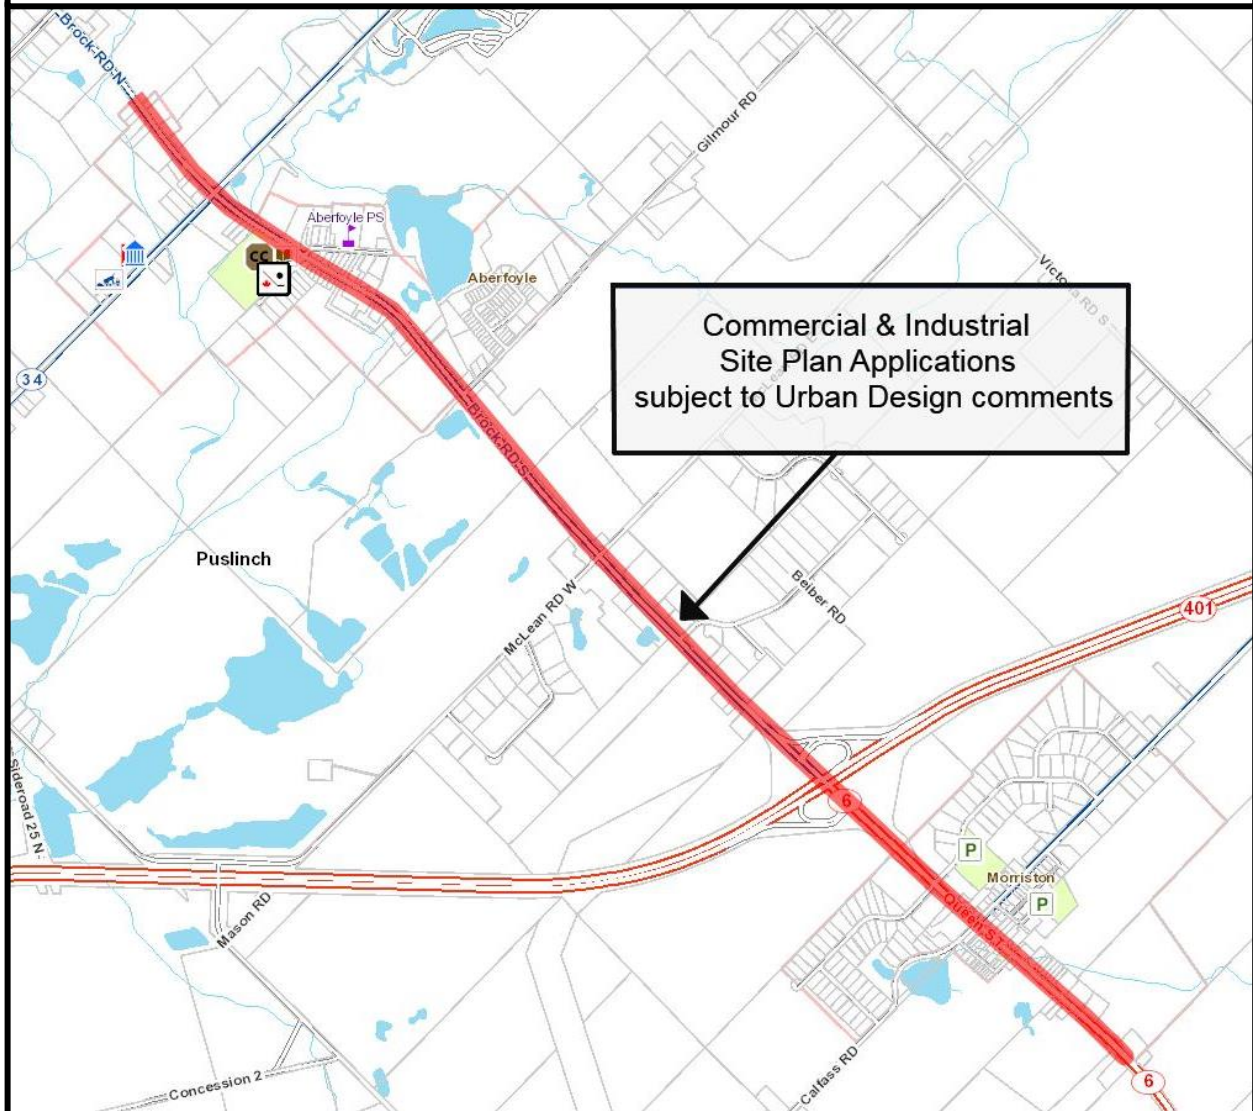 Brock RD N
Gilmour RD
Aberfoyle PS
CC
Aberfoyle
Victoria RD S
Commercial & Industrial
Site Plan Applications
subject to Urban Design comments
34
Brock RD S
Puslinch
McLean RD W
Beiber RD
401
Sideroad 25 N
6
P
Morriston
P
Queen ST
Mason RD
Concession 2
Calfass RD
6